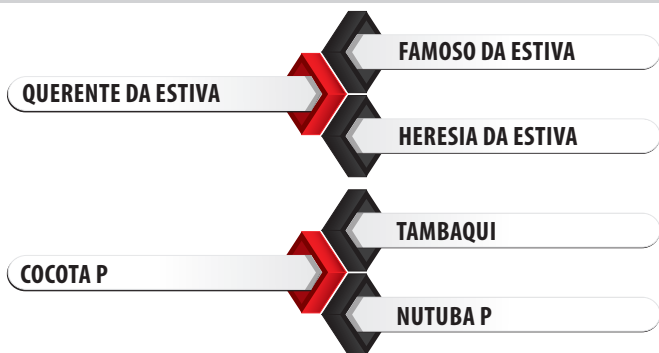 FAMOSO DA ESTIVA
QUERENTE DA ESTIVA
HERESIA DA ESTIVA
TAMBAQUI
COCOTA P
NUTUBA P